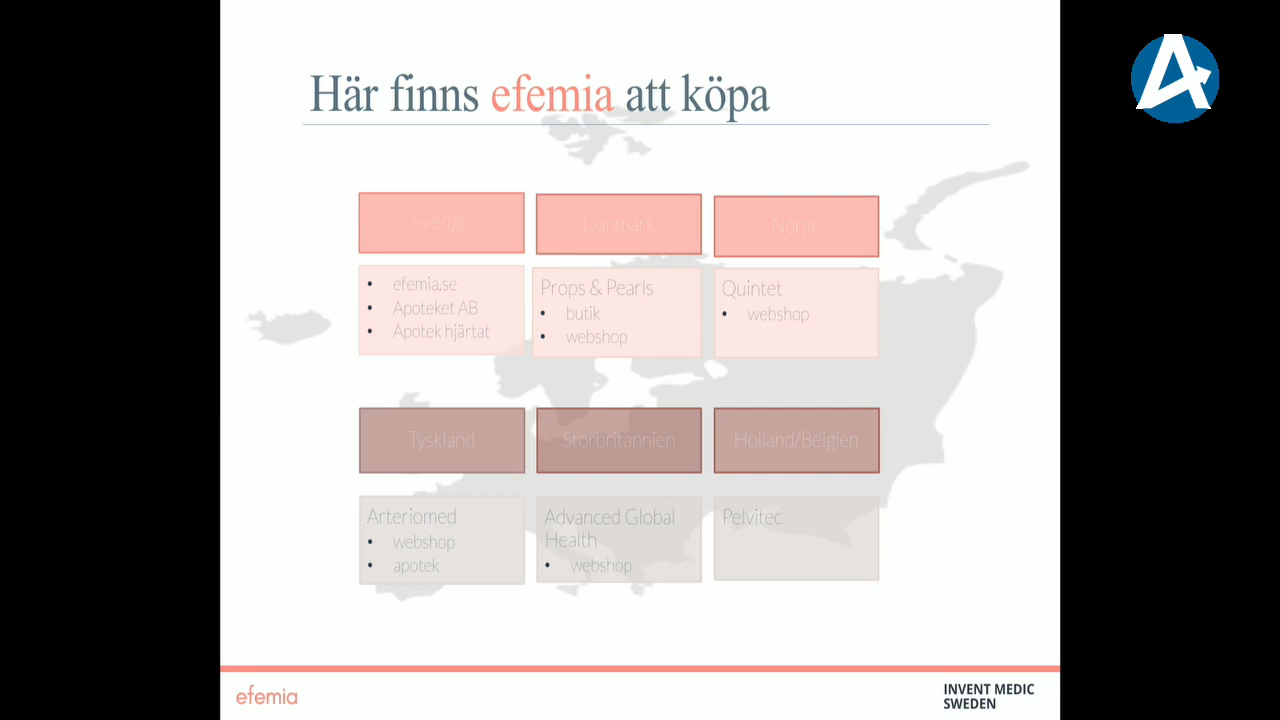 Här finns efemia att köpa
Sverige
Danmark
Norge
• efemia.se
• Apoteket AB
• Apotek hjärtat
Props & Pearls
• butik
• webshop
Quintet
• webshop
Tyskland
Storbritannien
Holland/Belgien
Arteriomed
• webshop
• apotek
Advanced Global
Health
• webshop
Pelvitec
efemia
INVENT MEDIC
SWEDEN